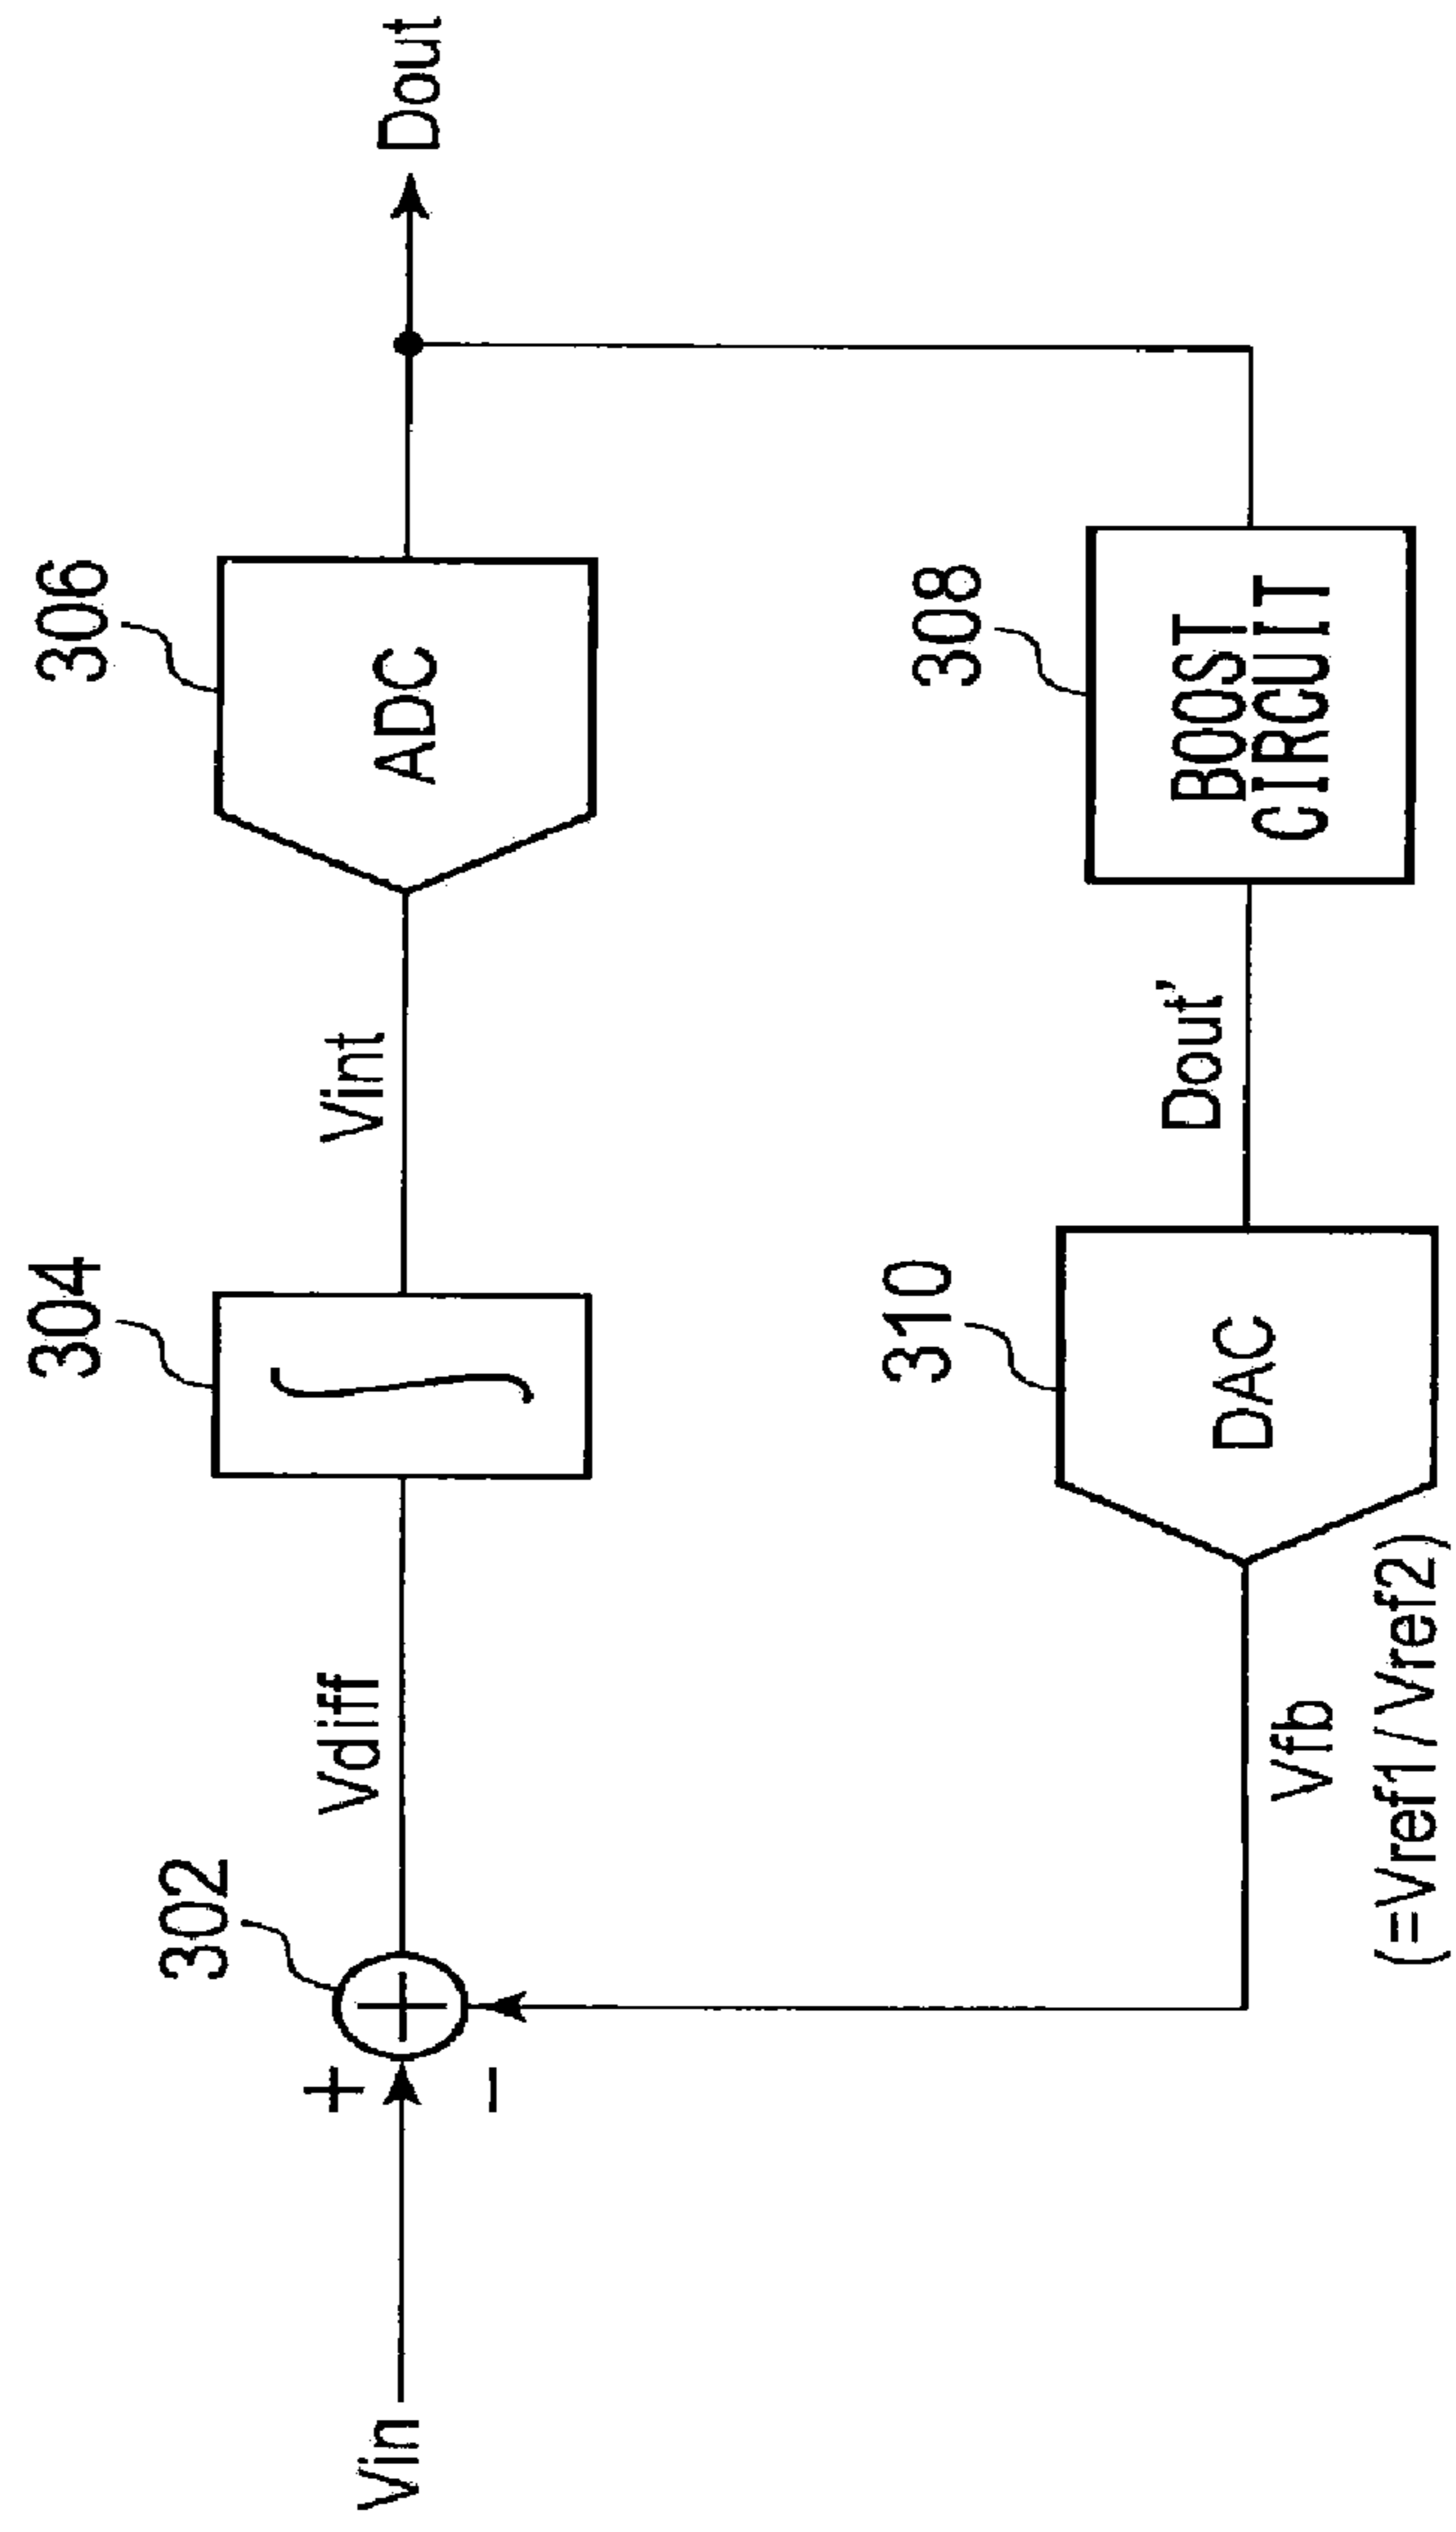 302
304
306
Vin
+
−
Vdiff
∫
Vint
ADC
Dout
310
308
Vfb
(=Vref1/Vref2)
DAC
Dout'
BOOST
CIRCUIT